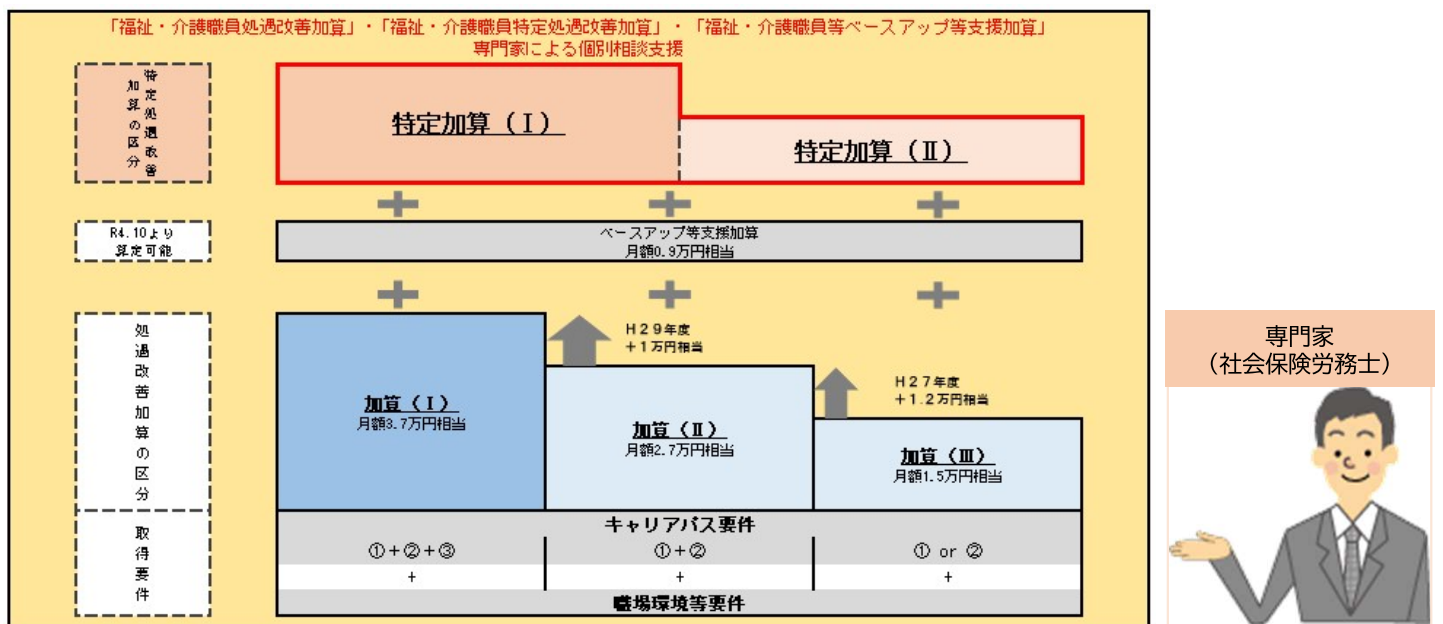 「福祉・介護職員処遇改善加算」・「福祉・介護職員特定処遇改善加算」・「福祉・介護職員等ベースアップ等支援加算」
専門家による個別相談支援
特定処遇改善
加算の区分
特定加算（Ⅰ）
特定加算（Ⅱ）
R4.10より
算定可能
ベースアップ等支援加算
月額0.9万円相当
処遇改善加算の区分
H29年度
+1万円相当
H27年度
+1.2万円相当
加算（Ⅰ）
月額3.7万円相当
加算（Ⅱ）
月額2.7万円相当
加算（Ⅲ）
月額1.5万円相当
取得要件
キャリアパス要件
①+②+③
①+②
① or ②
+ + +
職場環境等要件
専門家
（社会保険労務士）